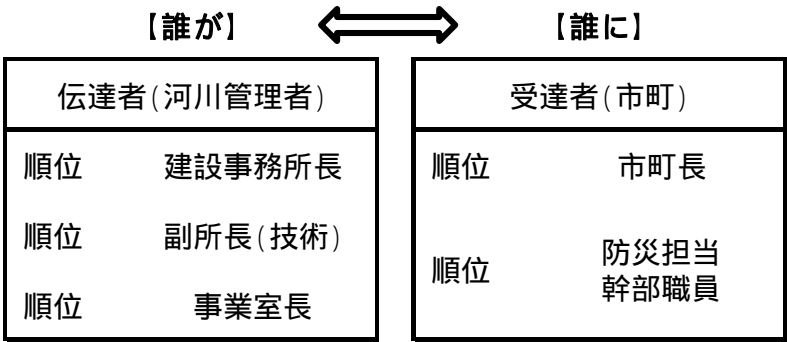 【誰が】
【誰に】
伝達者(河川管理者)
順位 建設事務所長
順位 副所長(技術)
順位 事業室長
受達者(市町)
順位 市町長
順位 防災担当
幹部職員